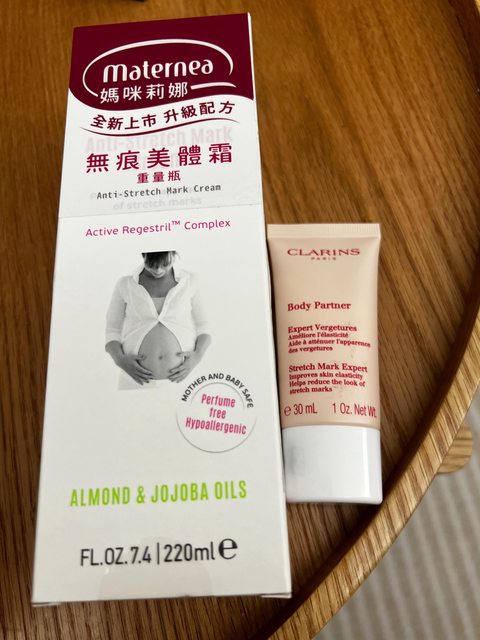 maternea
媽咪莉娜
全新上市 升級配方
無痕美體霜
重量瓶
Anti-Stretch Mark Cream
of stretch marks
Active Regestril™ Complex
MOTHER AND BABY SAFE
Perfume
free
Hypoallergenic
ALMOND & JOJOBA OILS
FL.OZ.7.4 | 220ml ℮
CLARINS
PARIS
Body Partner
Expert Vergetures
Améliore l'élasticité
Aide à atténuer l'apparence
des vergetures
Stretch Mark Expert
Improves skin elasticity
Helps reduce the look of
stretch marks
℮ 30 mL 1 Oz. Net Wt.